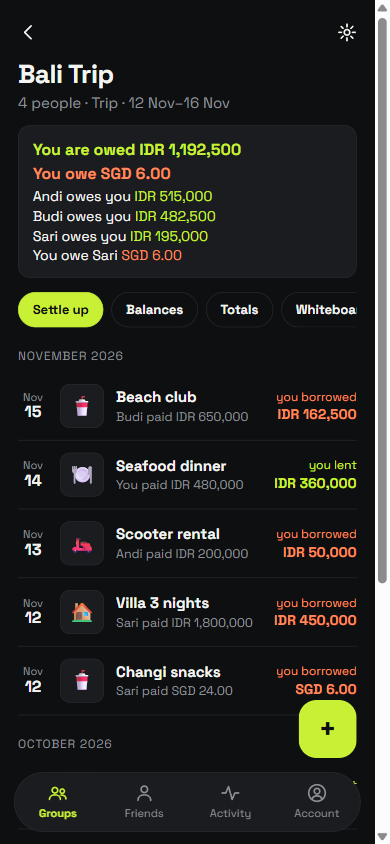 Bali Trip
4 people · Trip · 12 Nov–16 Nov
You are owed IDR 1,192,500
You owe SGD 6.00
Andi owes you IDR 515,000
Budi owes you IDR 482,500
Sari owes you IDR 195,000
You owe Sari SGD 6.00
Settle up Balances Totals
NOVEMBER 2026
Nov 15 Beach club you borrowed
Budi paid IDR 650,000 IDR 162,500
Nov 14 Seafood dinner you lent
You paid IDR 480,000 IDR 360,000
Nov 13 Scooter rental you borrowed
Andi paid IDR 200,000 IDR 50,000
Nov 12 Villa 3 nights you borrowed
Sari paid IDR 1,800,000 IDR 450,000
Nov 12 Changi snacks you borrowed
Sari paid SGD 24.00 SGD 6.00
+
OCTOBER 2026
Groups Friends Activity Account